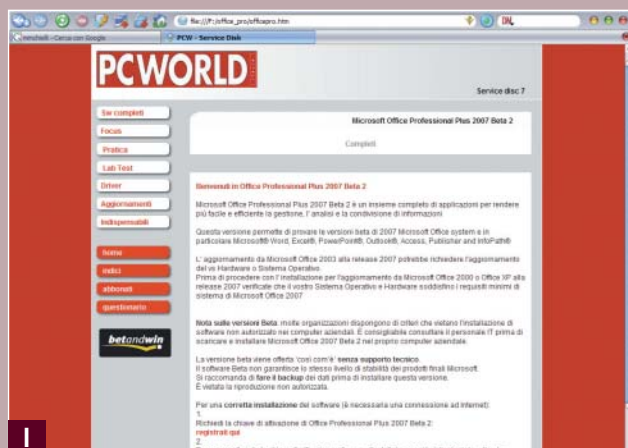 file:///F:/office_pro/officepro.htm
Cerca con Google
PCW - Service Disk
PCWORLD
Service disc 7
Sw completi
Focus
Pratica
Lab Test
Driver
Aggiornamenti
Indispensabili
home
indici
abbonati
questionario
betandwin
Microsoft Office Professional Plus 2007 Beta 2
Completi
Benvenuti in Office Professional Plus 2007 Beta 2
Microsoft Office Professional Plus 2007 Beta 2 è un insieme completo di applicazioni per rendere
più facile e efficiente la gestione, l' analisi e la condivisione di informazioni
Questa versione permette di provare le versioni beta di 2007 Microsoft Office system e in
particolare Microsoft® Word, Excel®, PowerPoint®, Outlook®, Access, Publisher and InfoPath®
L' aggiornamento da Microsoft Office 2003 alla release 2007 potrebbe richiedere l'aggiornamento
del vs Hardware o Sistema Operativo.
Prima di procedere con l' installazione per l'aggiornamento da Microsoft Office 2000 o Office XP alla
release 2007 verificate che il vostro Sistema Operativo e Hardware soddisfino i requisiti minimi di
sistema di Microsoft Office 2007
Nota sulle versioni Beta: molte organizzazioni dispongono di criteri che vietano l'installazione di
software non autorizzato nei computer aziendali. È consigliabile consultare il personale IT prima di
scaricare e installare Microsoft Office 2007 Beta 2 nel proprio computer aziendale.
La versione beta viene offerta 'così com'è' senza supporto tecnico.
Il software Beta non garantisce lo stesso livello di stabilità dei prodotti finali Microsoft.
Si raccomanda di fare il backup dei dati prima di installare questa versione.
È vietata la riproduzione non autorizzata.
Per una corretta installazione del software (è necessaria una connessione ad internet):
1.
Richiedi la chiave di attivazione di Office Professional Plus 2007 Beta 2:
registrati qui
2.
I